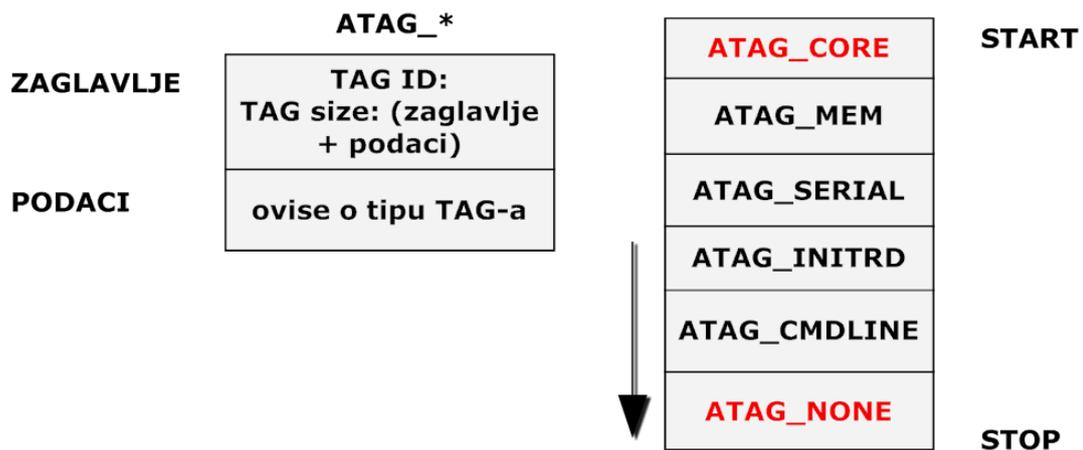 ATAG_*
ZAGLAVLJE
TAG ID:
TAG size: (zaglavlje
+ podaci)
PODACI
ovise o tipu TAG-a
ATAG_CORE
START
ATAG_MEM
ATAG_SERIAL
ATAG_INITRD
ATAG_CMDLINE
ATAG_NONE
STOP